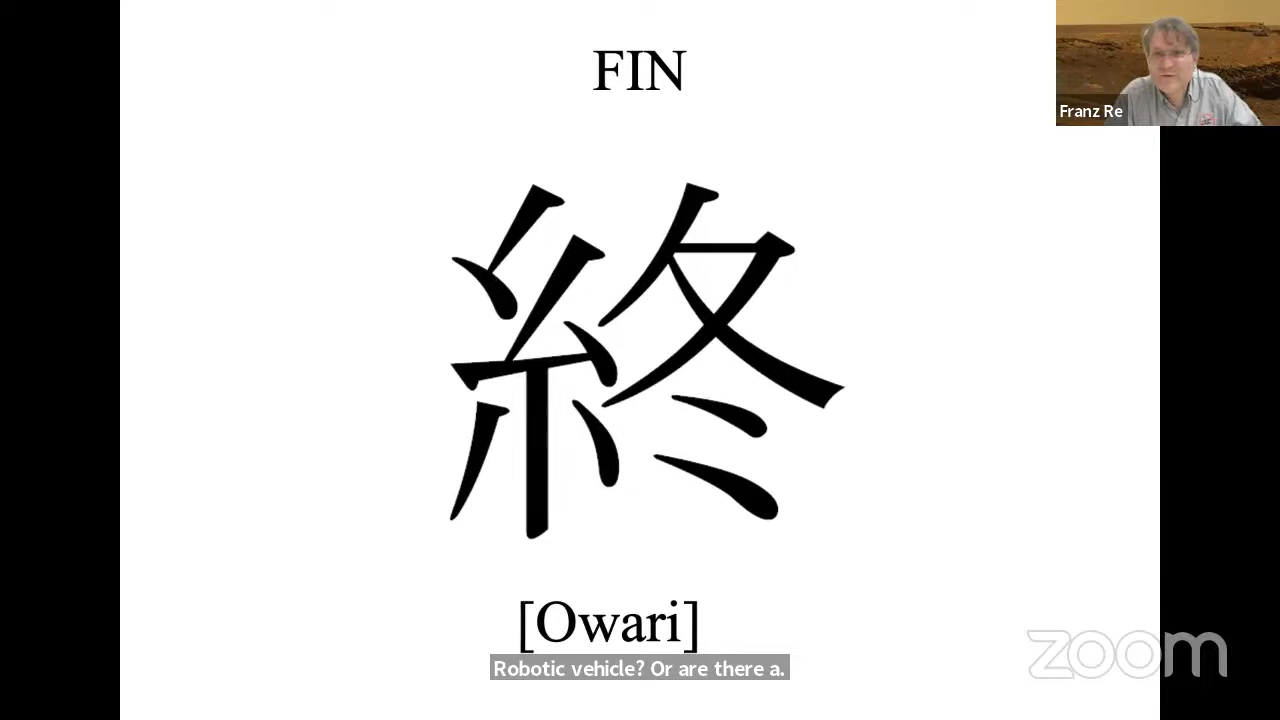 FIN
Franz Re
終
[Owari]
Robotic vehicle? Or are there a.
zoom